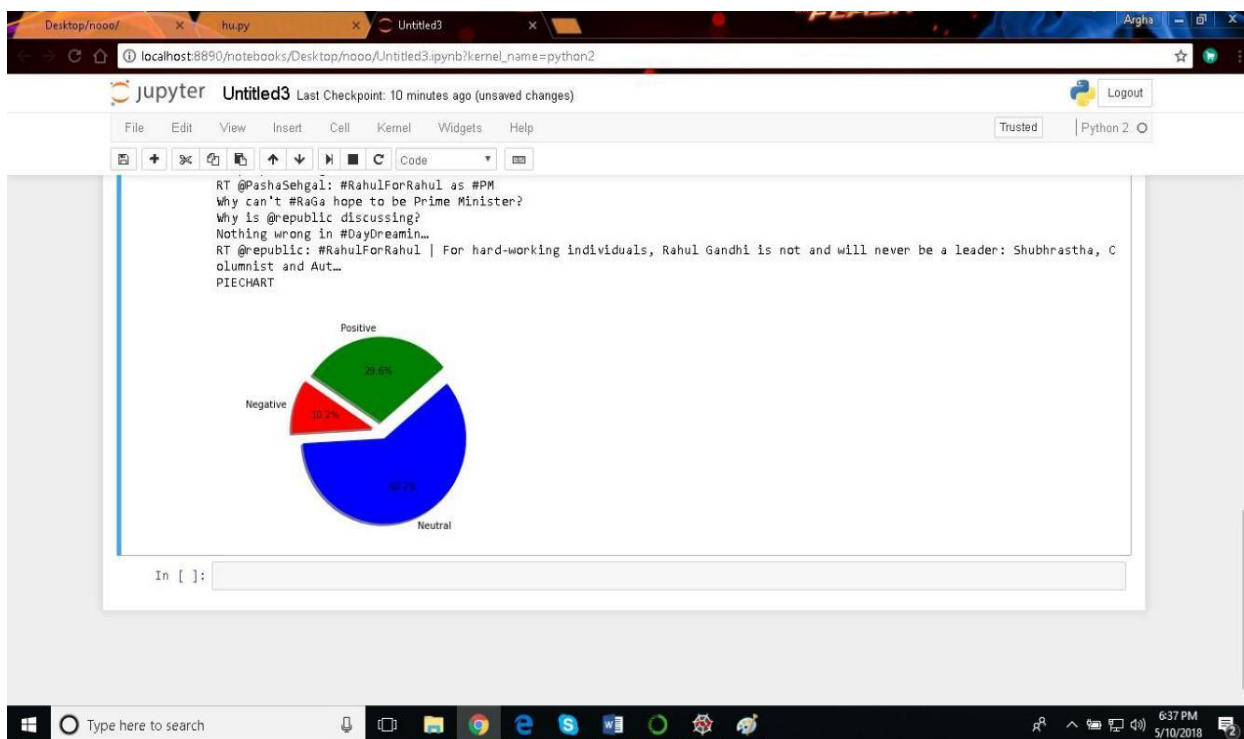 Desktop/nooo/
hu.py
Untitled3
Argha
localhost:8890/notebooks/Desktop/nooo/Untitled3.ipynb?kernel_name=python2
jupyter Untitled3 Last Checkpoint: 10 minutes ago (unsaved changes)
Logout
File Edit View Insert Cell Kernel Widgets Help
Trusted
Python 2
Code
RT @PashaSehgal: #RahulForRahul as #PM
Why can't #RaGa hope to be Prime Minister?
Why is @republic discussing?
Nothing wrong in #DayDreamin…
RT @republic: #RahulForRahul | For hard-working individuals, Rahul Gandhi is not and will never be a leader: Shubhrastha, C
olumnist and Aut…
PIECHART
Positive
29.6%
Negative
10.2%
Neutral
In [ ]:
Type here to search
6:37 PM
5/10/2018
2